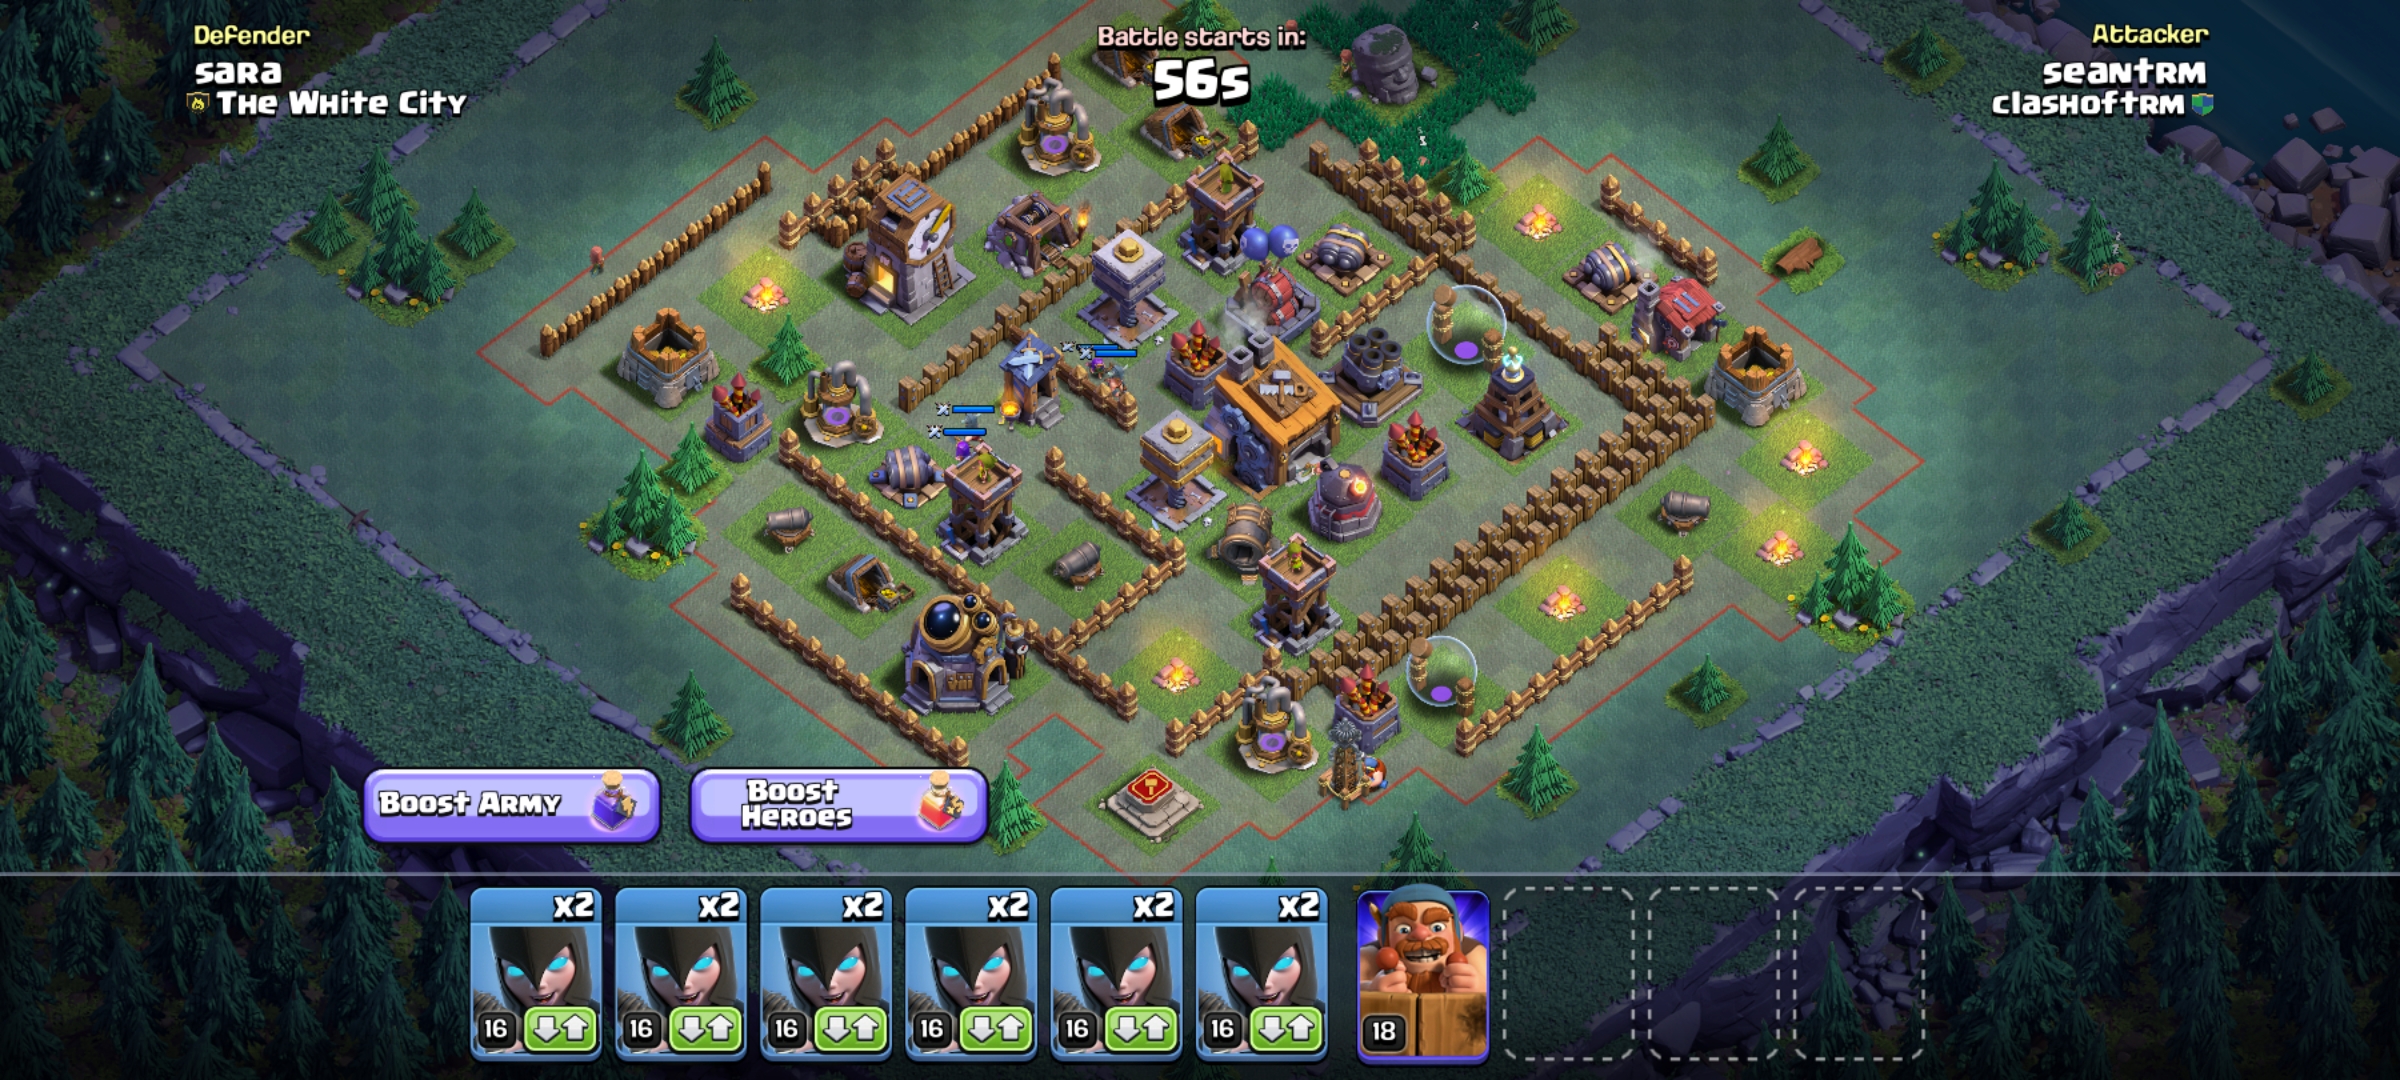 Defender
sara
The White City
Battle starts in:
56s
Attacker
seantrm
clashoftrm
Boost Army
Boost Heroes
x2
x2
x2
x2
x2
x2
16
16
16
16
16
16
18